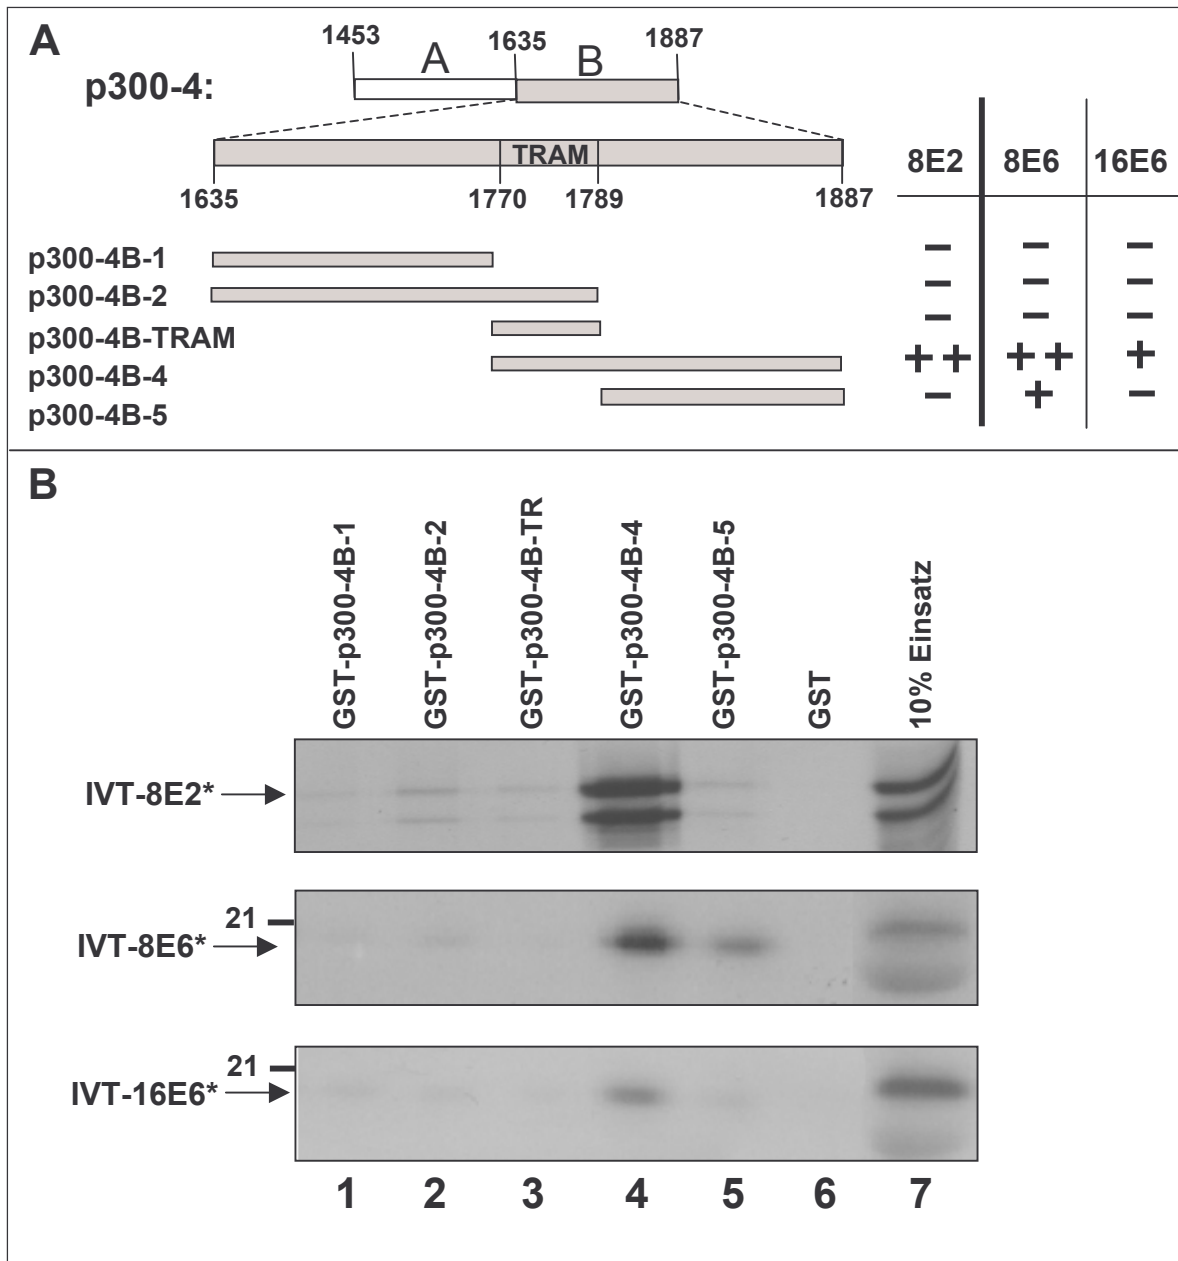 A
1453 1635 1887
p300-4: A B
TRAM
1635 1770 1789 1887
8E2 8E6 16E6
p300-4B-1 − − −
p300-4B-2 − − −
p300-4B-TRAM − − −
p300-4B-4 ++ ++ +
p300-4B-5 − + −
B
GST-p300-4B-1
GST-p300-4B-2
GST-p300-4B-TR
GST-p300-4B-4
GST-p300-4B-5
GST
10% Einsatz
IVT-8E2*
21
IVT-8E6*
21
IVT-16E6*
1 2 3 4 5 6 7